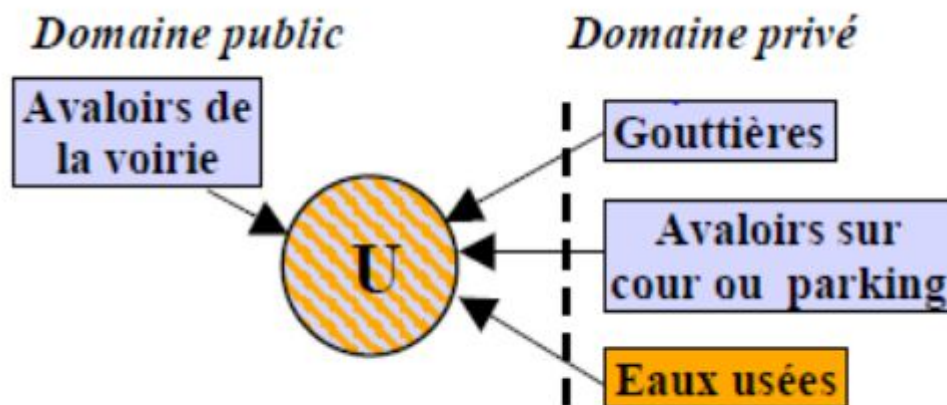 Domaine public
Domaine privé
Avaloirs de
la voirie
Gouttières
U
Avaloirs sur
cour ou parking
Eaux usées